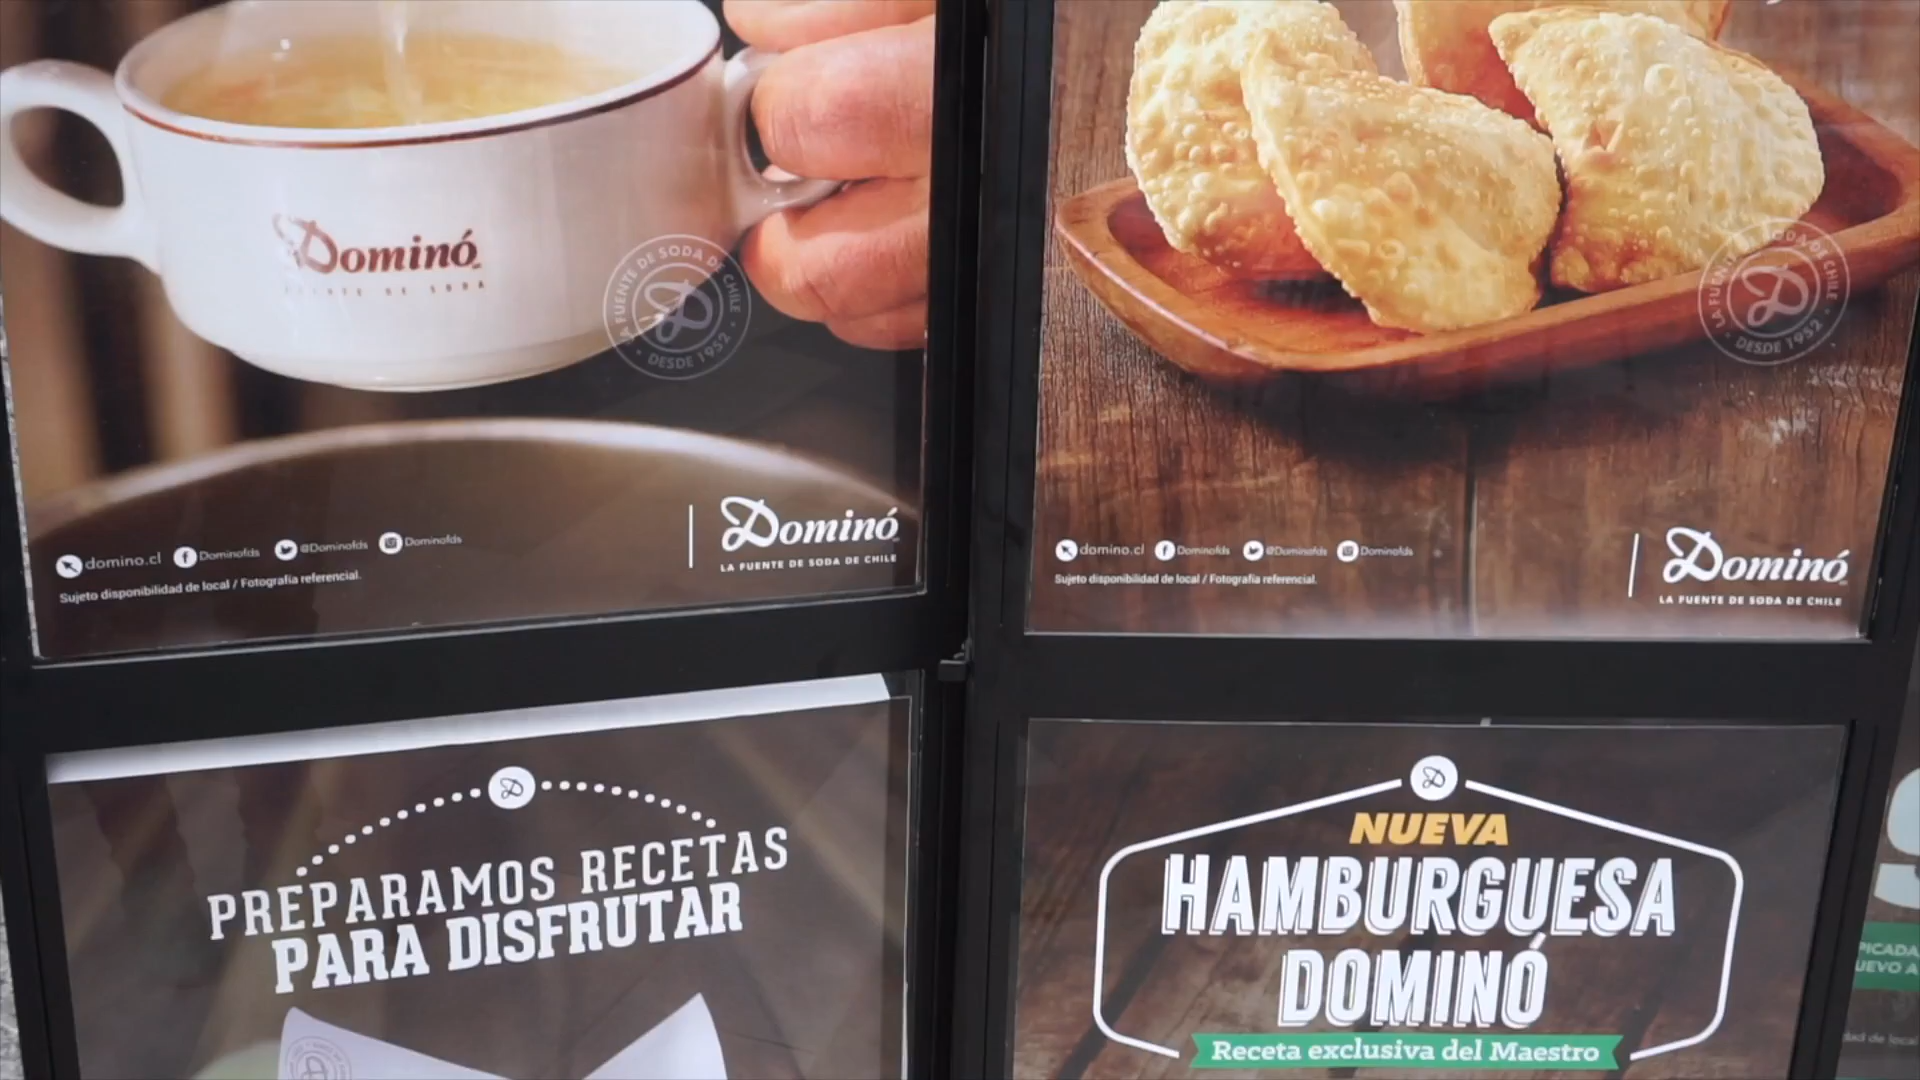 Dominó
FUENTE DE SODA
LA FUENTE DE SODA DE CHILE
D
DESDE 1952
domino.cl Dominofds @Dominofds Dominofds
Sujeto disponibilidad de local / Fotografía referencial.
Dominó
LA FUENTE DE SODA DE CHILE
LA FUENTE DE SODA DE CHILE
D
DESDE 1952
domino.cl Dominofds @Dominofds Dominofds
Sujeto disponibilidad de local / Fotografía referencial.
Dominó
LA FUENTE DE SODA DE CHILE
D
PREPARAMOS RECETAS
PARA DISFRUTAR
D
NUEVA
HAMBURGUESA
DOMINÓ
Receta exclusiva del Maestro
PICADA